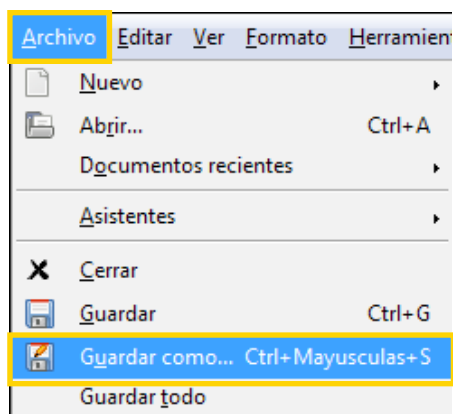 Archivo Editar Ver Formato Herramien
Nuevo
Abrir... Ctrl+A
Documentos recientes
Asistentes
Cerrar
Guardar Ctrl+G
Guardar como... Ctrl+Mayusculas+S
Guardar todo